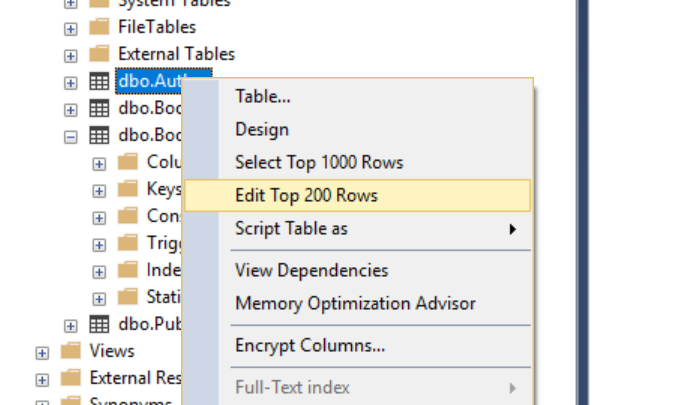 System Tables
FileTables
External Tables
dbo.Auth
dbo.Boo
dbo.Boo
Colu
Keys
Cons
Trigg
Inde
Stati
dbo.Pub
Views
External Res
Synonyms
Table...
Design
Select Top 1000 Rows
Edit Top 200 Rows
Script Table as
View Dependencies
Memory Optimization Advisor
Encrypt Columns...
Full-Text index